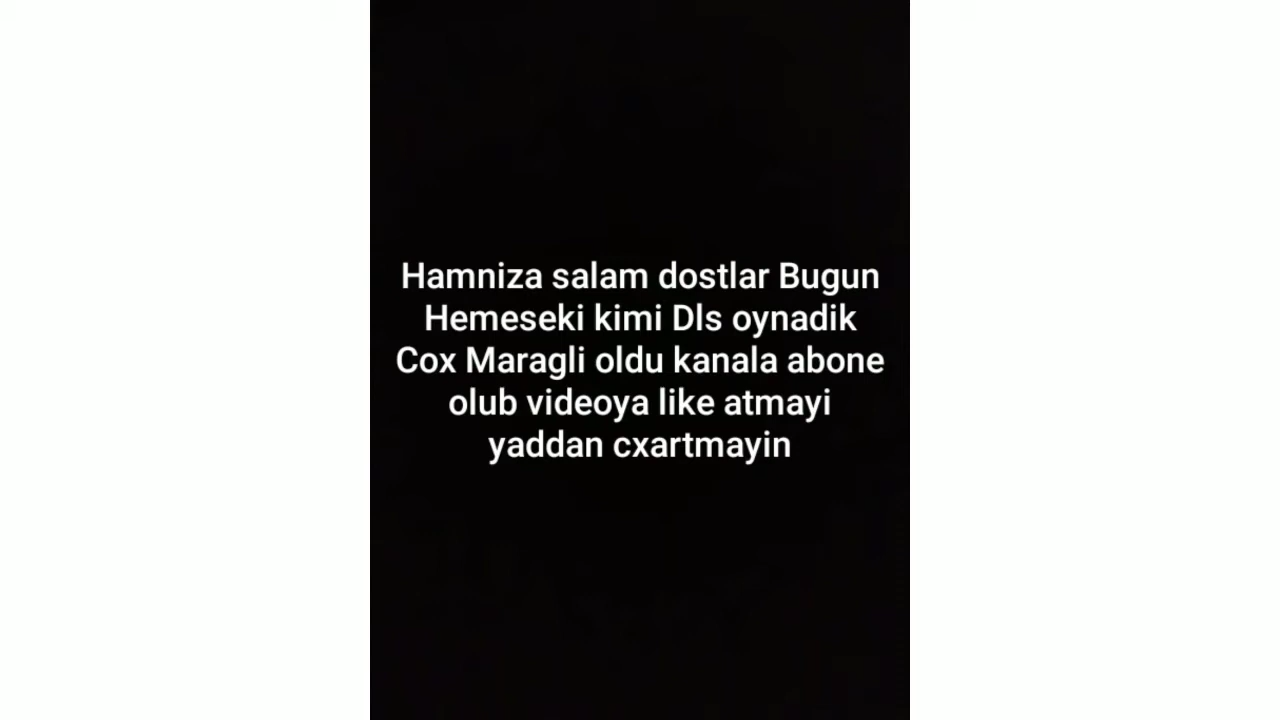 Hamniza salam dostlar Bugun
Hemeseki kimi Dls oynadik
Cox Maragli oldu kanala abone
olub videoya like atmayi
yaddan cxartmayin